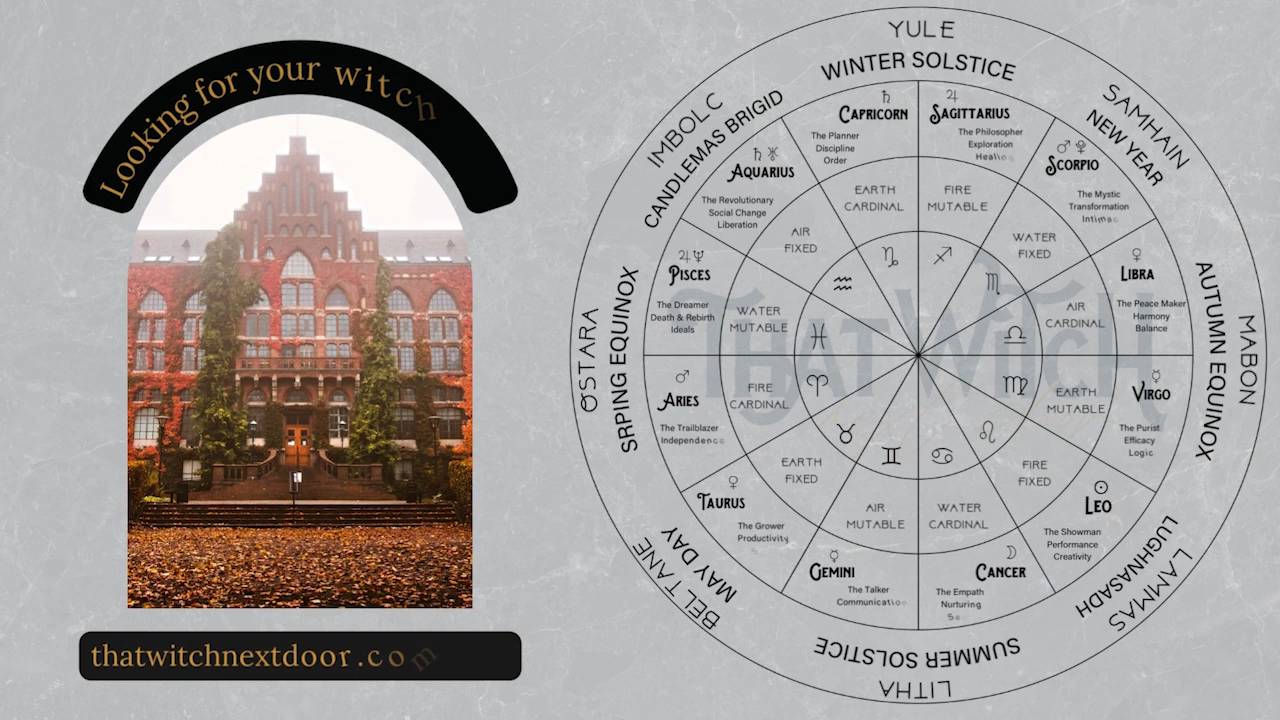 Looking for your witch
thatwitchnextdoor.com
YULE
WINTER SOLSTICE
SAMHAIN
NEW YEAR
MABON
AUTUMN EQUINOX
LAMMAS
LUGHNASADH
LITHA
SUMMER SOLSTICE
BELTANE
MAY DAY
OSTARA
SRPING EQUINOX
IMBOLC
CANDLEMAS BRIGID
♄
CAPRICORN
The Planner
Discipline
Order
EARTH
CARDINAL
♑
♃
SAGITTARIUS
The Philosopher
Exploration
FIRE
MUTABLE
♐
♂ ♇
SCORPIO
The Mystic
Transformation
WATER
FIXED
♏
♀
LIBRA
The Peace Maker
Harmony
Balance
AIR
CARDINAL
♎
☿
VIRGO
The Purist
Efficacy
Logic
EARTH
MUTABLE
♍
☉
LEO
The Showman
Performance
Creativity
FIRE
FIXED
♌
☽
CANCER
The Empath
Nurturing
WATER
CARDINAL
♋
☿
GEMINI
The Talker
Communication
AIR
MUTABLE
♊
♀
TAURUS
The Grower
Productivity
EARTH
FIXED
♉
♂
ARIES
The Trailblazer
Independence
FIRE
CARDINAL
♈
♃♆
PISCES
The Dreamer
Death & Rebirth
Ideals
WATER
MUTABLE
♓
♄ ♅
AQUARIUS
The Revolutionary
Social Change
Liberation
AIR
FIXED
♒
THAT WITCH